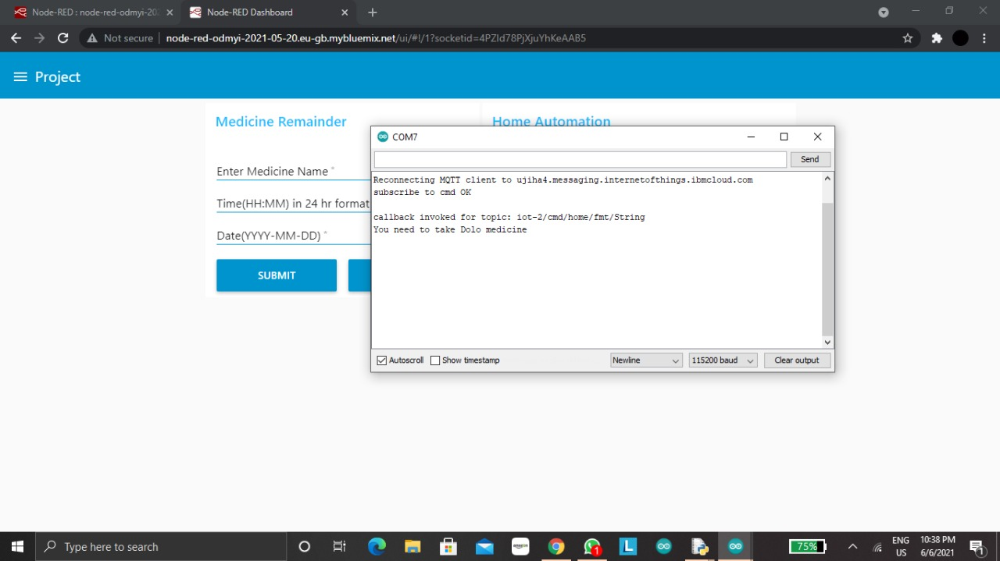 Node-RED : node-red-odmyi-202
Node-RED Dashboard
Not secure
node-red-odmyi-2021-05-20.eu-gb.mybluemix.net/ui/#!/1?socketid=4PZId78PjXjuYhKeAAB5
Project
Medicine Remainder
Enter Medicine Name *
Time(HH:MM) in 24 hr format
Date(YYYY-MM-DD) *
SUBMIT
Home Automation
COM7
Send
Reconnecting MQTT client to ujiha4.messaging.internetofthings.ibmcloud.com
subscribe to cmd OK
callback invoked for topic: iot-2/cmd/home/fmt/String
You need to take Dolo medicine
Autoscroll
Show timestamp
Newline
115200 baud
Clear output
Type here to search
amazon
L
1
75%
ENG
US
10:38 PM
6/6/2021
1